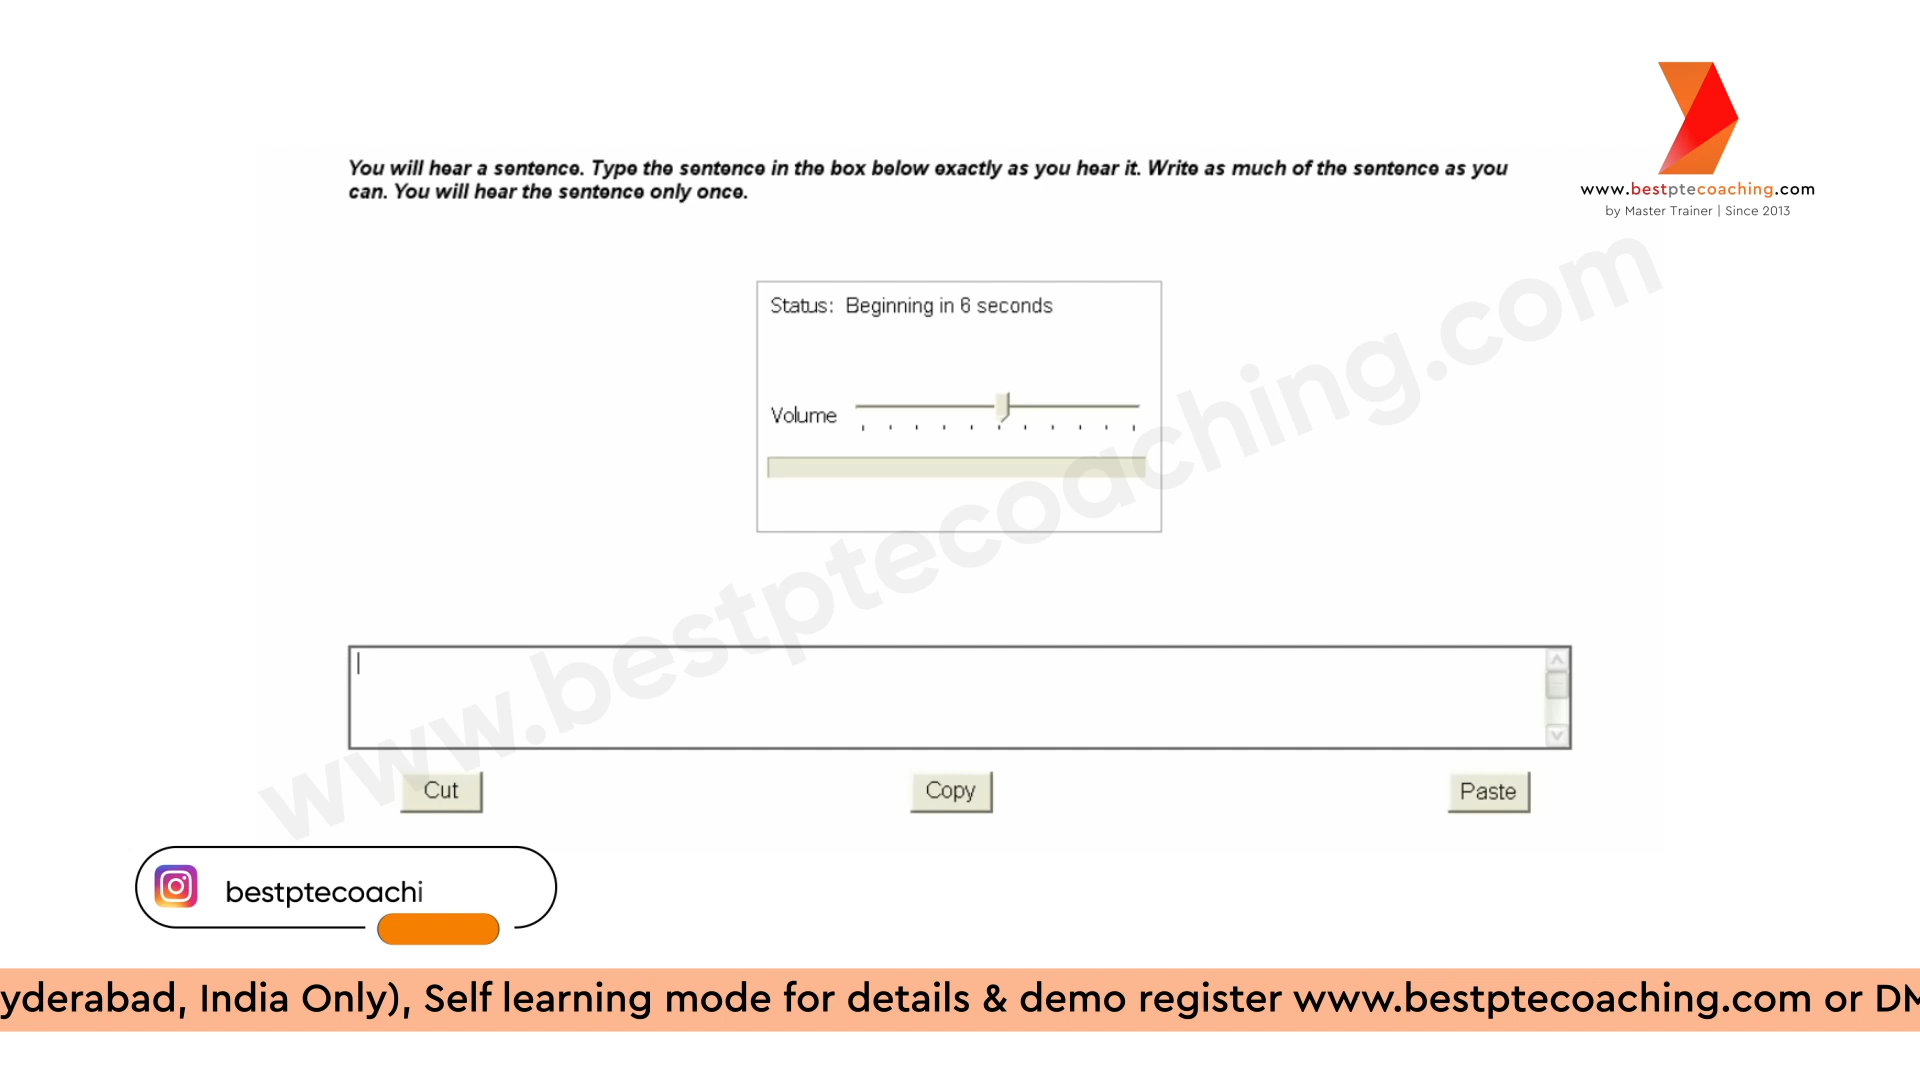 You will hear a sentence. Type the sentence in the box below exactly as you hear it. Write as much of the sentence as you
can. You will hear the sentence only once.
www.bestptecoaching.com
by Master Trainer | Since 2013
Status: Beginning in 6 seconds
Volume
www.bestptecoaching.com
Cut
Copy
Paste
bestptecoachi
yderabad, India Only), Self learning mode for details & demo register www.bestptecoaching.com or DM